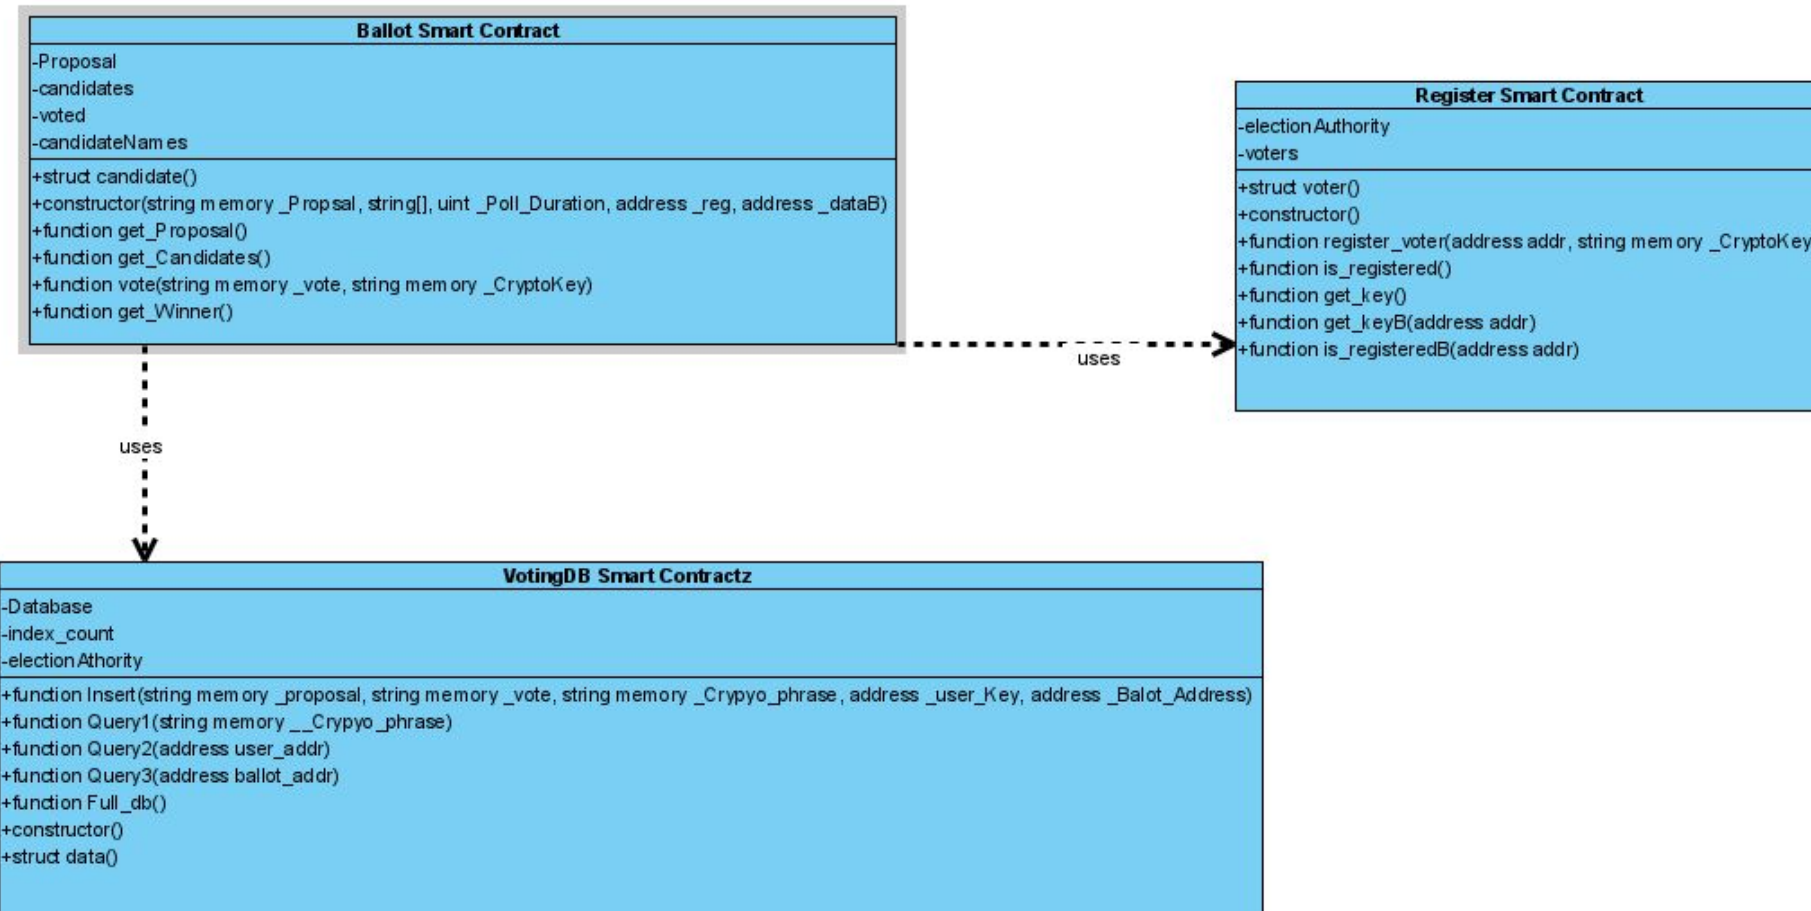 Ballot Smart Contract
-Proposal
-candidates
-voted
-candidateNames
+struct candidate()
+constructor(string memory _Propsal, string[], uint _Poll_Duration, address _reg, address _dataB)
+function get_Proposal()
+function get_Candidates()
+function vote(string memory _vote, string memory _CryptoKey)
+function get_Winner()
Register Smart Contract
-electionAuthority
-voters
+struct voter()
+constructor()
+function register_voter(address addr, string memory _CryptoKey
+function is_registered()
+function get_key()
+function get_keyB(address addr)
+function is_registeredB(address addr)
uses
uses
VotingDB Smart Contractz
-Database
-index_count
-electionAthority
+function Insert(string memory _proposal, string memory _vote, string memory _Crypyo_phrase, address _user_Key, address _Balot_Address)
+function Query1(string memory __Crypyo_phrase)
+function Query2(address user_addr)
+function Query3(address ballot_addr)
+function Full_db()
+constructor()
+struct data()